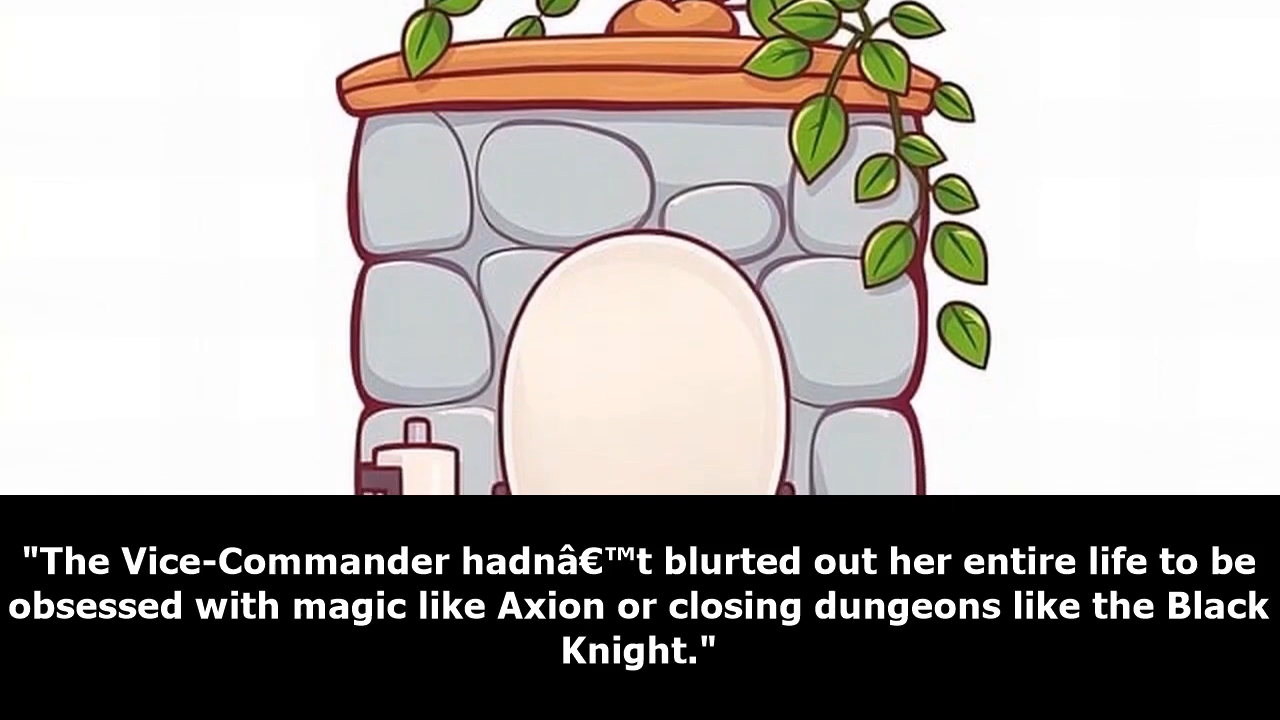 "The Vice-Commander hadnâ€™t blurted out her entire life to be
obsessed with magic like Axion or closing dungeons like the Black
Knight."